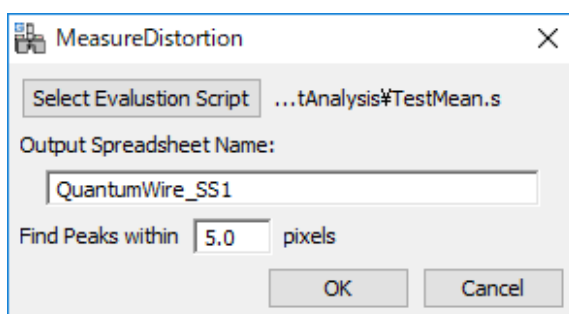 MeasureDistortion
Select Evalustion Script ...tAnalysis¥TestMean.s
Output Spreadsheet Name:
QuantumWire_SS1
Find Peaks within 5.0 pixels
OK Cancel